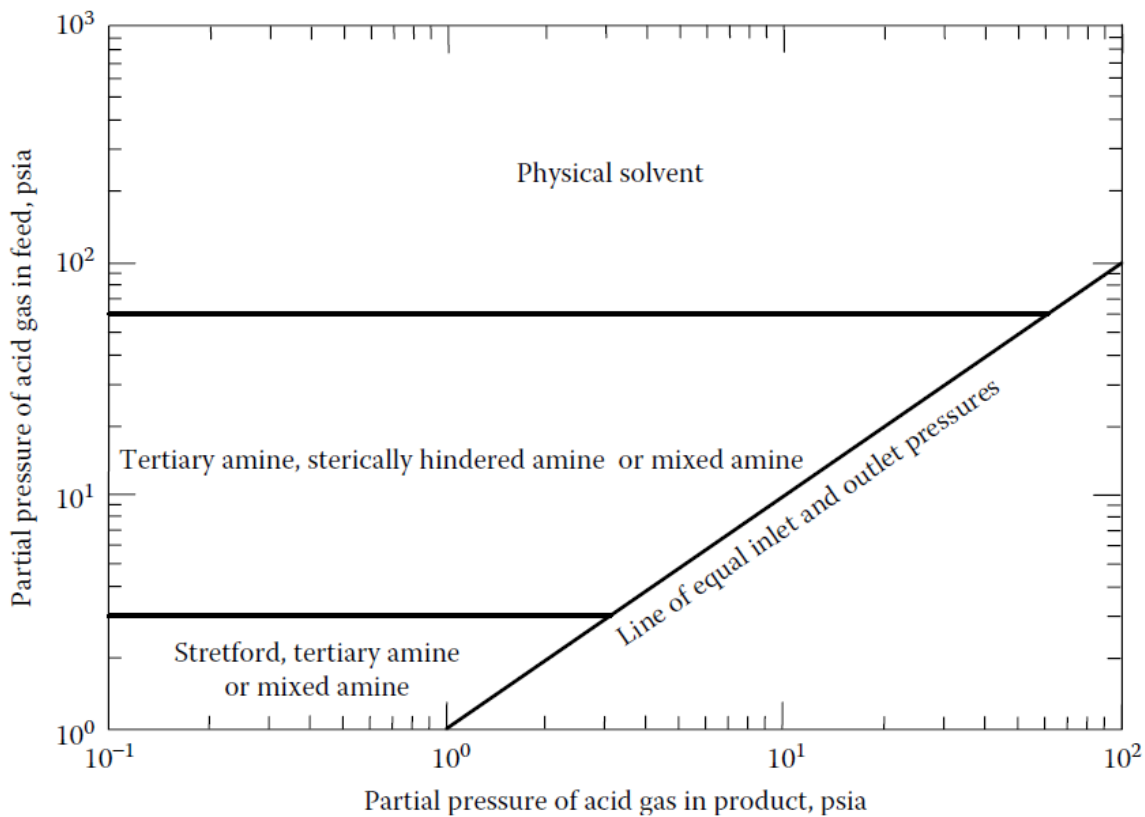 10³
Physical solvent
Partial pressure of acid gas in feed, psia
10²
Tertiary amine, sterically hindered amine or mixed amine
10¹
Line of equal inlet and outlet pressures
Stretford, tertiary amine
or mixed amine
10⁰
10⁻¹ 10⁰ 10¹ 10²
Partial pressure of acid gas in product, psia